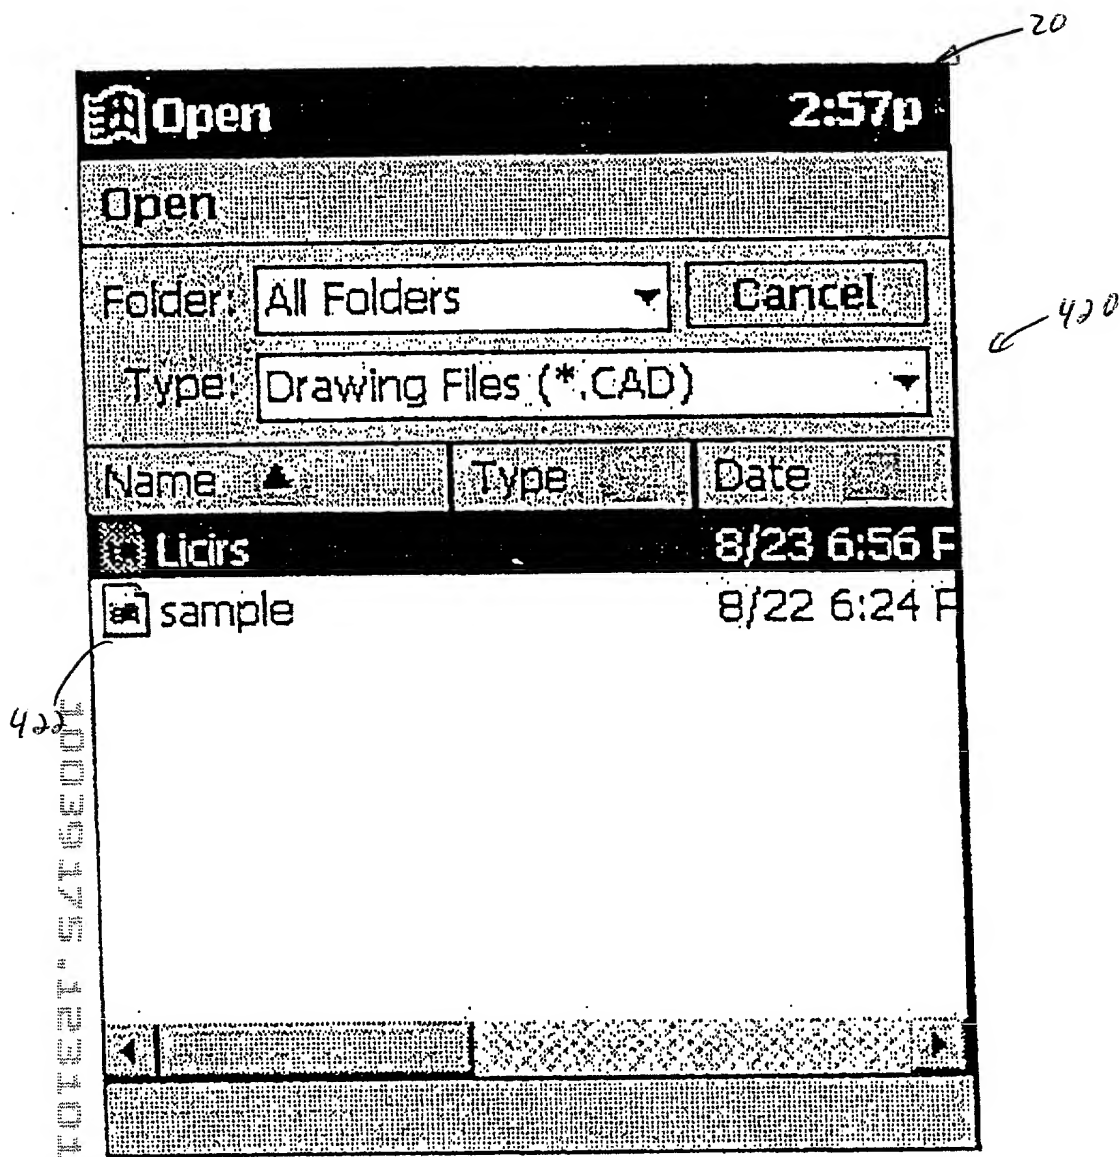 20
Open 2:57p
Open
Folder: All Folders Cancel
420
Type: Drawing Files (*.CAD)
Name Type Date
Licirs 8/23 6:56 P
sample 8/22 6:24 P
422